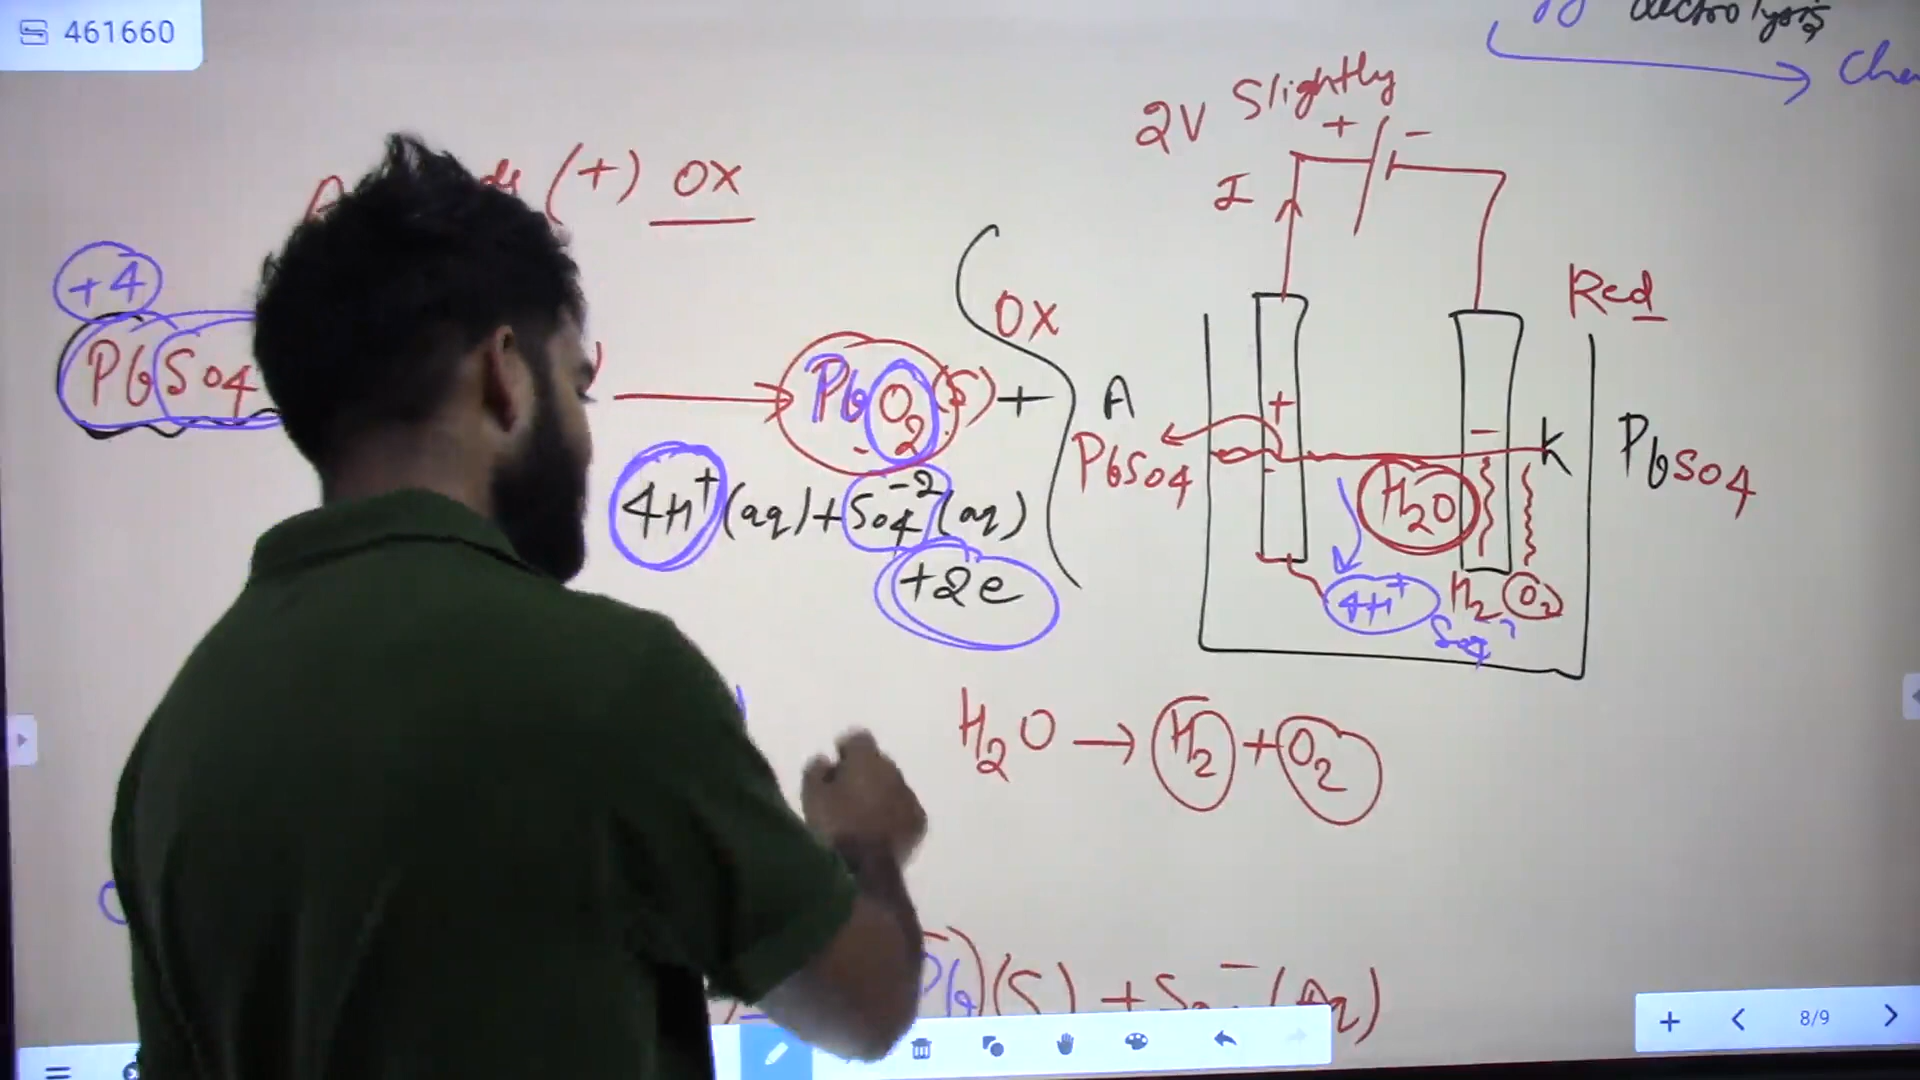 461660
electrolysis
2V Slightly
+ -
I
(+) OX
+4
PbSO4
PbO2(s) +
4H+ (aq) + SO4-2 (aq)
+2e
OX
Red
A
+
-
K
PbSO4
PbSO4
H2O
4H+
H2 O2
SO4
H2O → H2 + O2
Pb(s) + SO4-- (Aq)
8/9